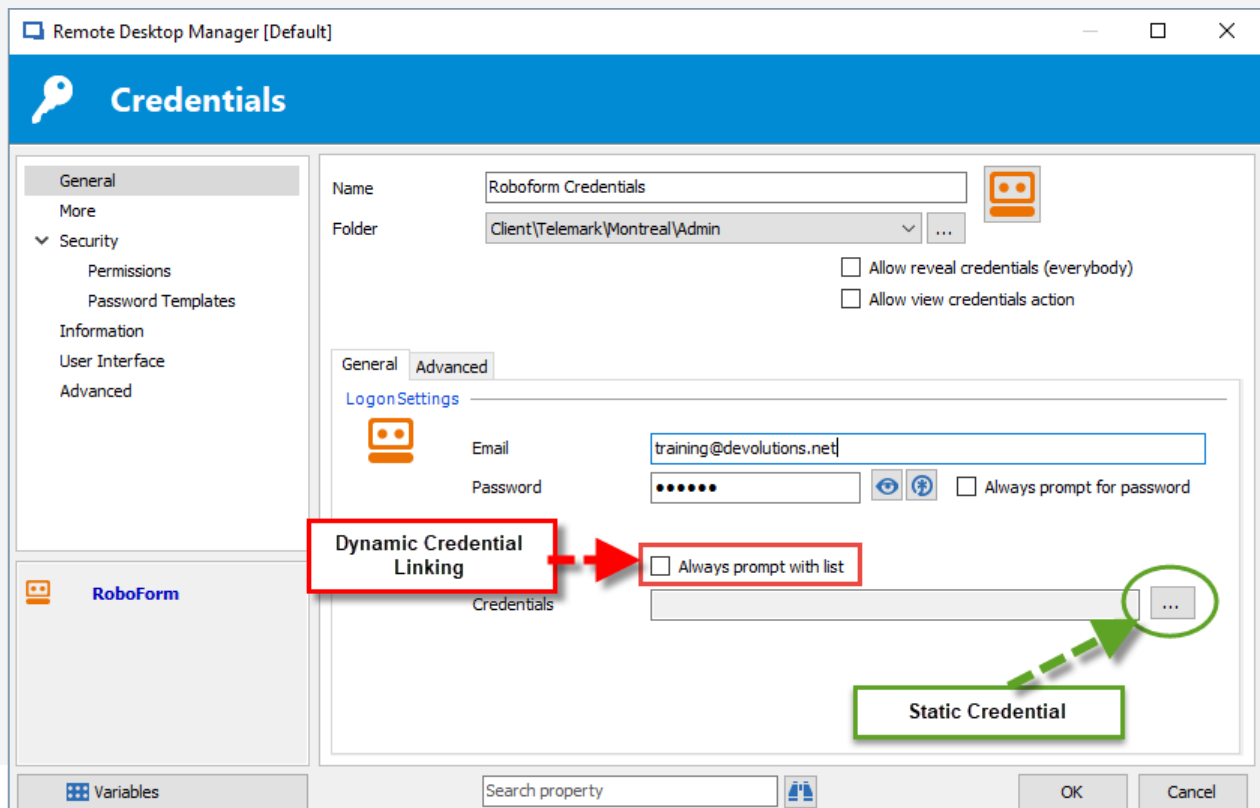 Remote Desktop Manager [Default]
Credentials
General
More
Security
Permissions
Password Templates
Information
User Interface
Advanced
RoboForm
Name
Roboform Credentials
Folder
Client\Telemark\Montreal\Admin
...
Allow reveal credentials (everybody)
Allow view credentials action
General
Advanced
Logon Settings
Email
training@devolutions.net
Password
••••••
Always prompt for password
Dynamic Credential
Linking
Always prompt with list
Credentials
...
Static Credential
Variables
Search property
OK
Cancel